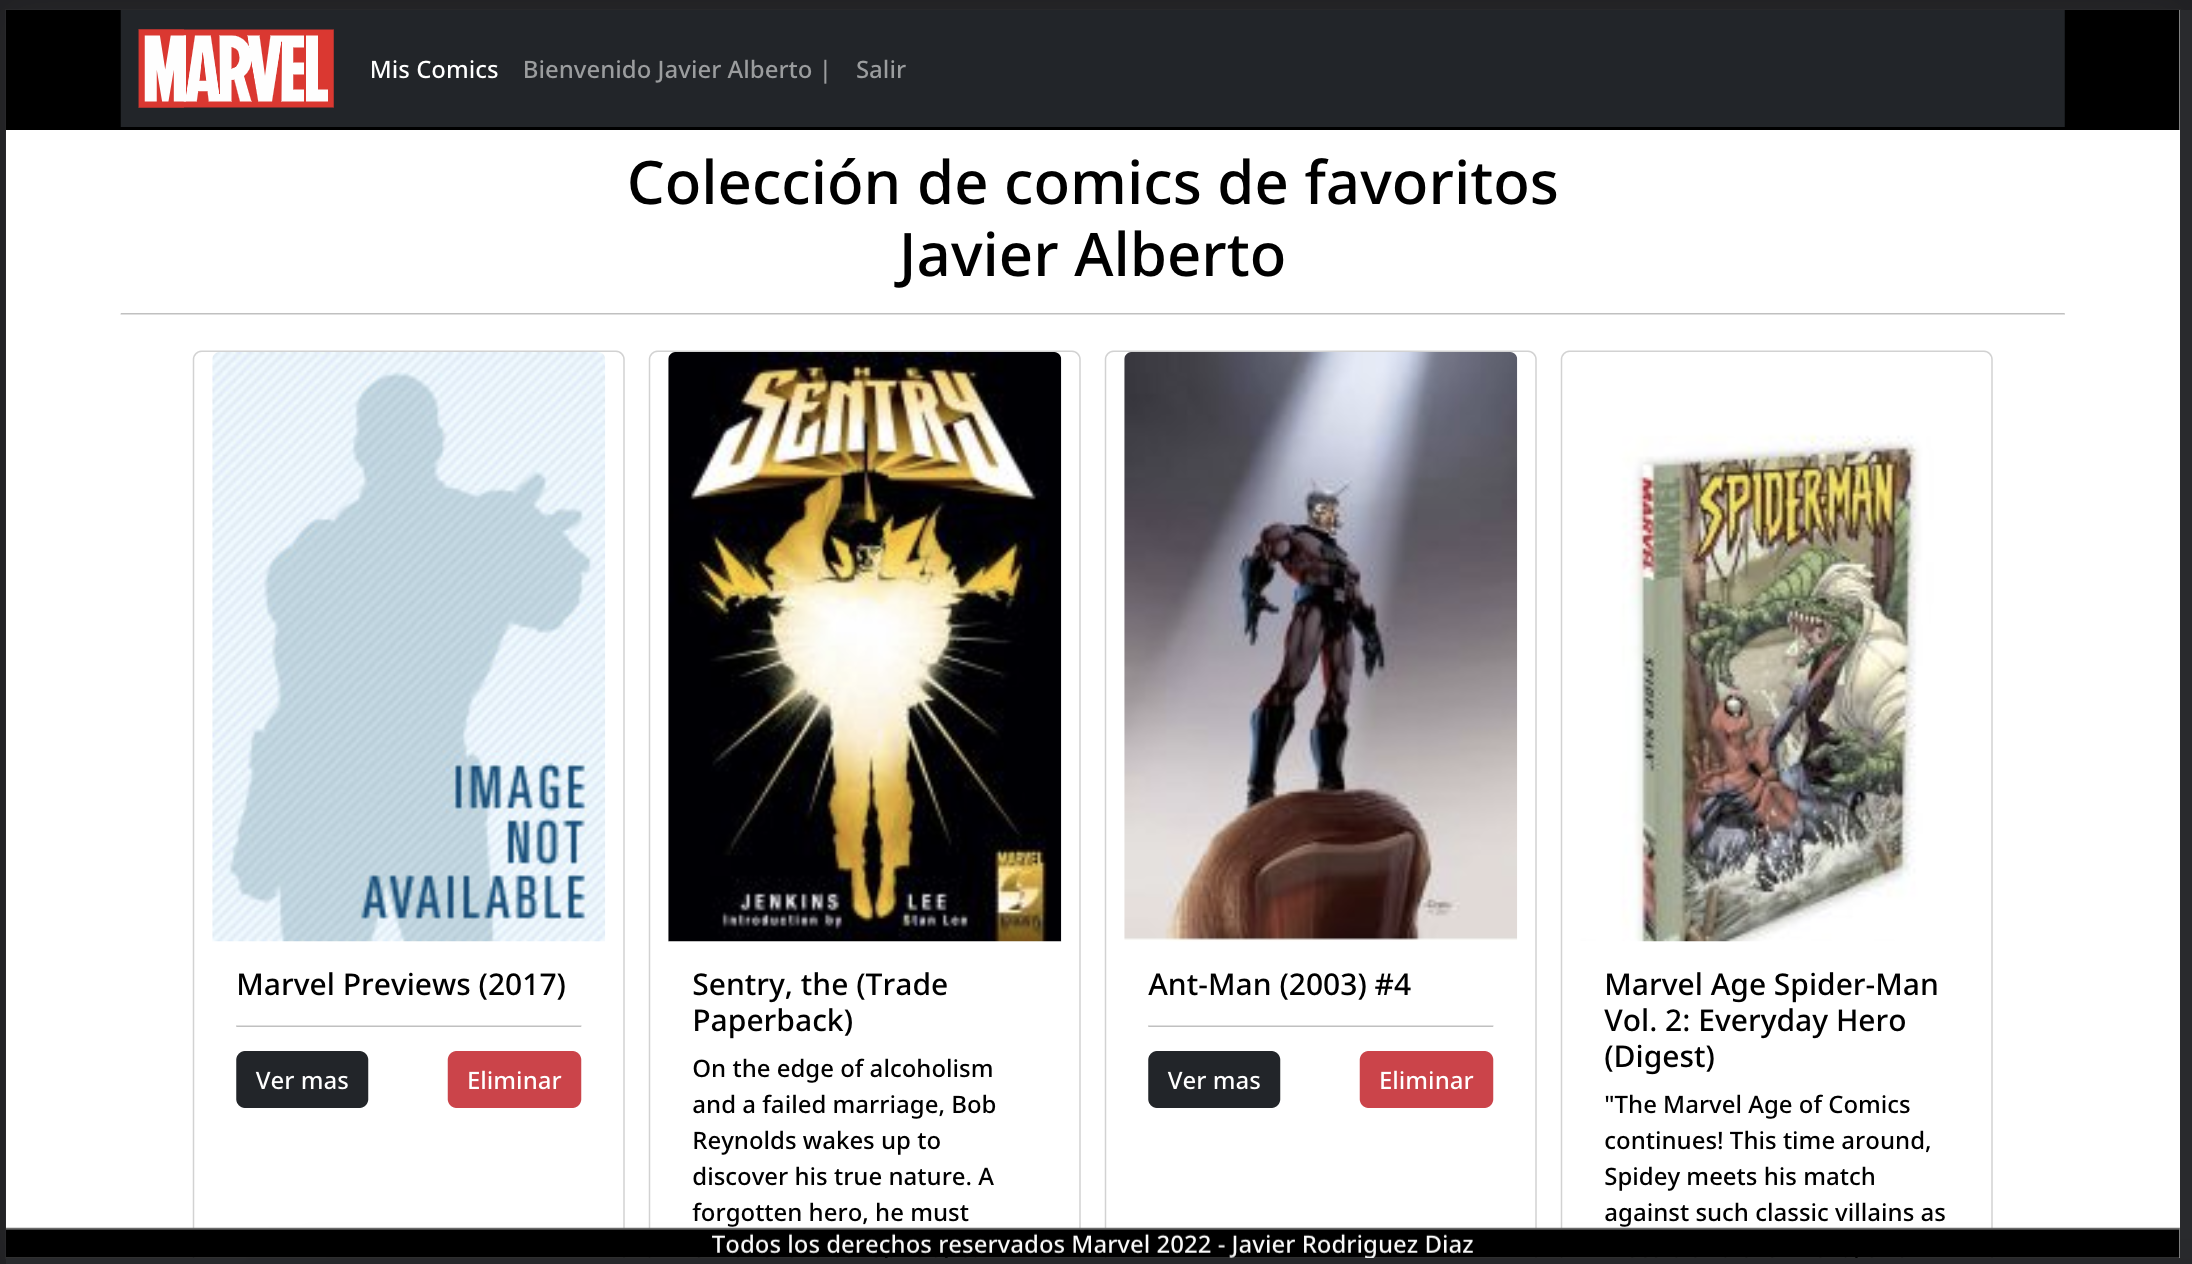 MARVEL
Mis Comics Bienvenido Javier Alberto | Salir
Colección de comics de favoritos
Javier Alberto
IMAGE
NOT
AVAILABLE
Marvel Previews (2017)
Ver mas Eliminar
THE
SENTRY
MARVEL
JENKINS LEE
Introduction by Stan Lee
Sentry, the (Trade
Paperback)
On the edge of alcoholism
and a failed marriage, Bob
Reynolds wakes up to
discover his true nature. A
forgotten hero, he must
Ant-Man (2003) #4
Ver mas Eliminar
MARVEL
MARVEL
SPIDER-MAN
SPIDER-MAN
Marvel Age Spider-Man
Vol. 2: Everyday Hero
(Digest)
"The Marvel Age of Comics
continues! This time around,
Spidey meets his match
against such classic villains as
Todos los derechos reservados Marvel 2022 - Javier Rodriguez Diaz